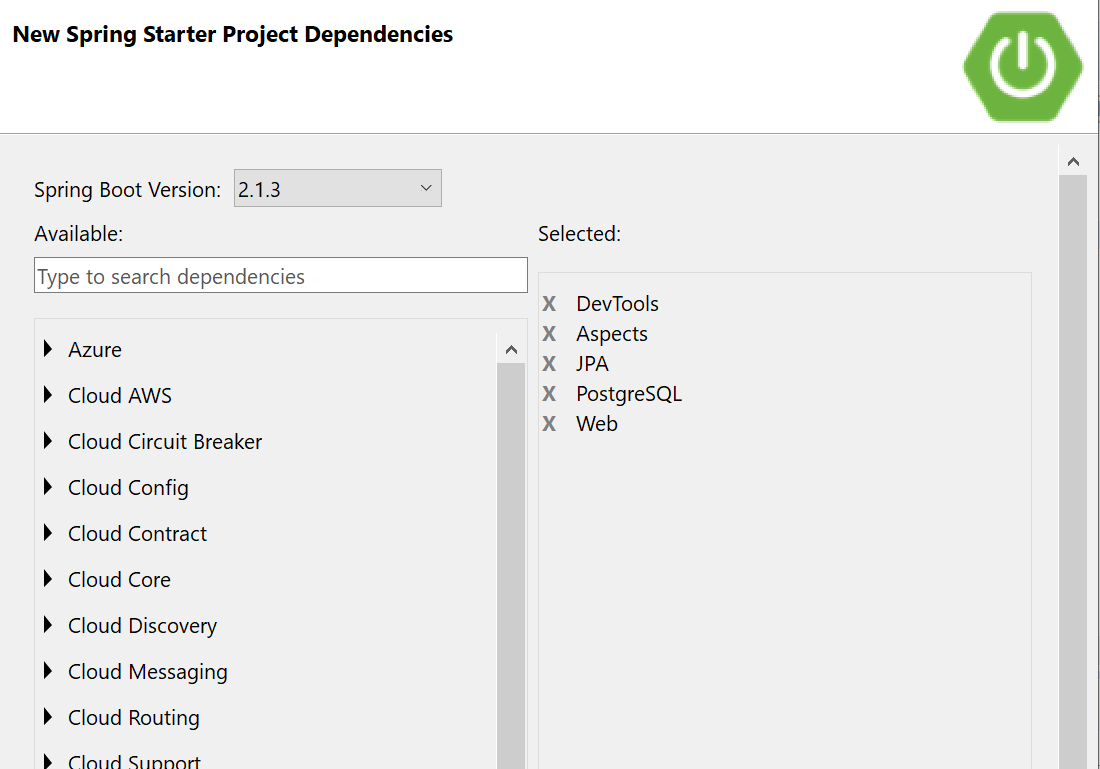 New Spring Starter Project Dependencies
Spring Boot Version: 2.1.3
Available:
Type to search dependencies
Azure
Cloud AWS
Cloud Circuit Breaker
Cloud Config
Cloud Contract
Cloud Core
Cloud Discovery
Cloud Messaging
Cloud Routing
Cloud Support
Selected:
X DevTools
X Aspects
X JPA
X PostgreSQL
X Web